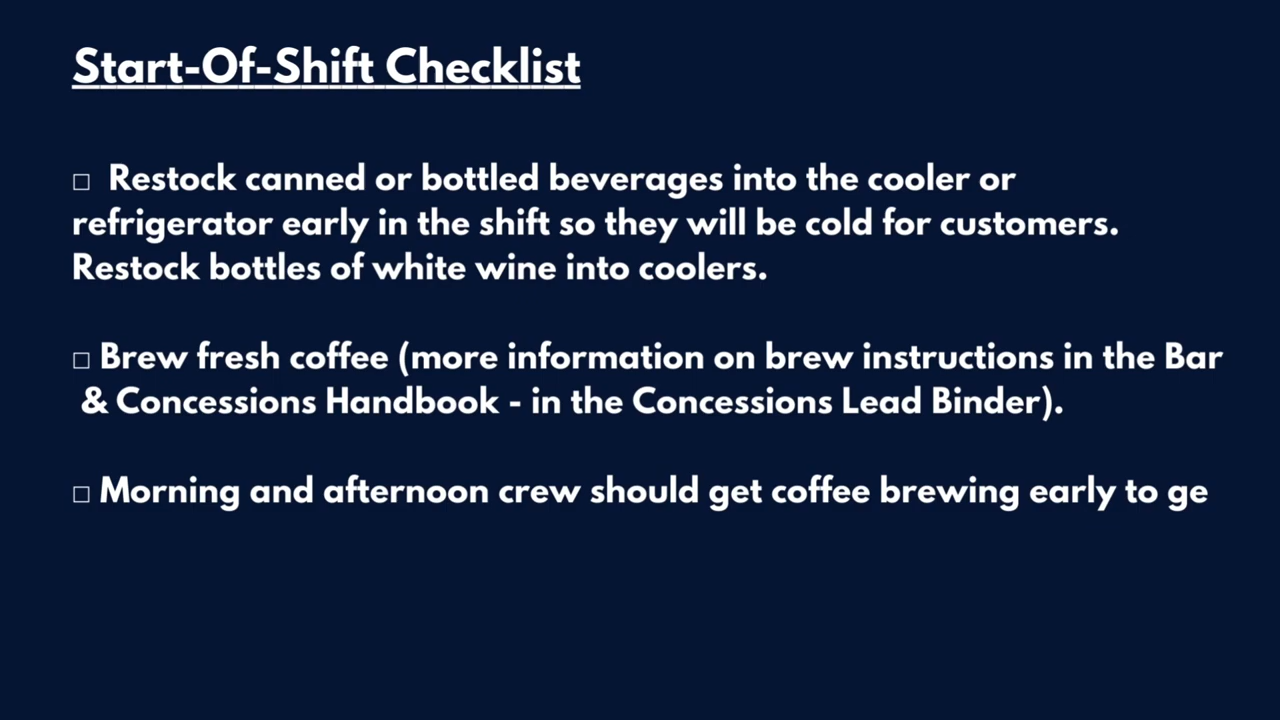 Start-Of-Shift Checklist
□ Restock canned or bottled beverages into the cooler or
refrigerator early in the shift so they will be cold for customers.
Restock bottles of white wine into coolers.
□ Brew fresh coffee (more information on brew instructions in the Bar
& Concessions Handbook - in the Concessions Lead Binder).
□ Morning and afternoon crew should get coffee brewing early to ge